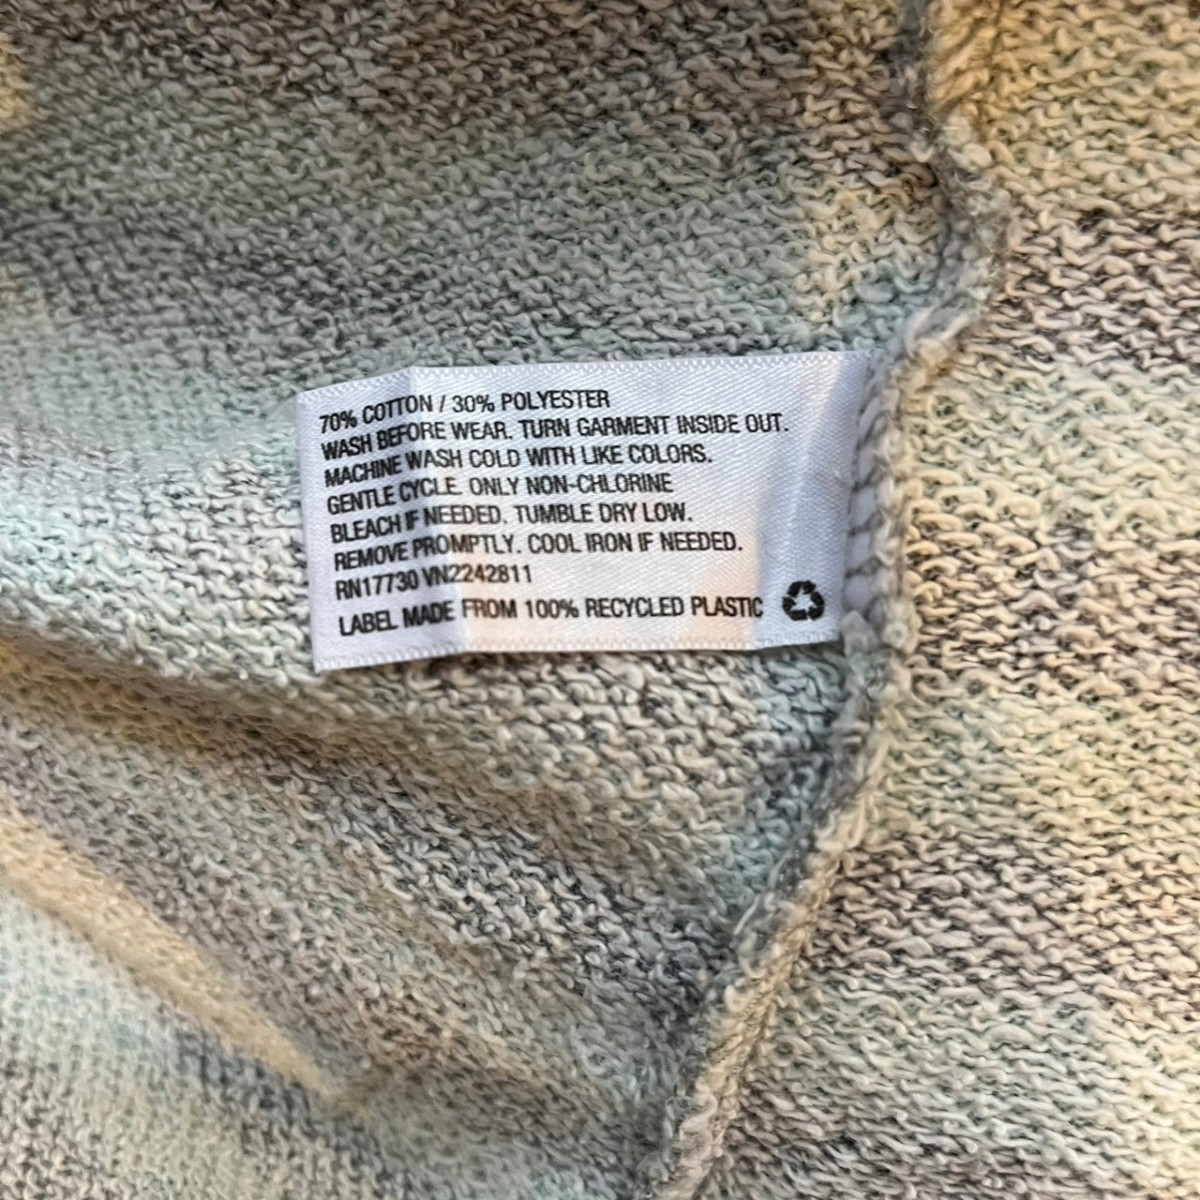 70% COTTON / 30% POLYESTER
WASH BEFORE WEAR. TURN GARMENT INSIDE OUT.
MACHINE WASH COLD WITH LIKE COLORS.
GENTLE CYCLE. ONLY NON-CHLORINE
BLEACH IF NEEDED. TUMBLE DRY LOW.
REMOVE PROMPTLY. COOL IRON IF NEEDED.
RN17730 VN2242811
LABEL MADE FROM 100% RECYCLED PLASTIC